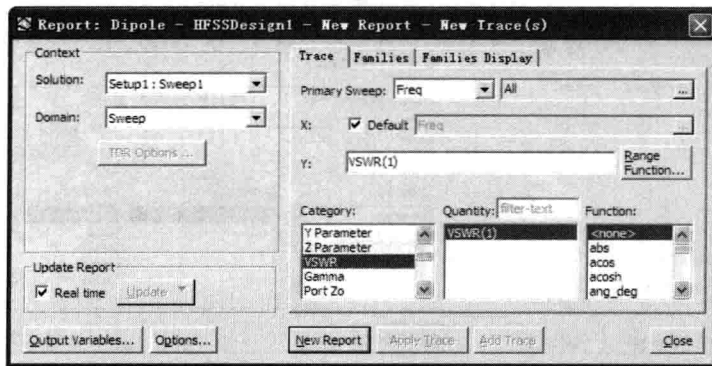 Report: Dipole - HFSSDesign1 - New Report - New Trace(s)
Context
Solution: Setup1 : Sweep1
Domain: Sweep
TDR Options ...
Update Report
Real time Update
Output Variables... Options...
Trace Families Families Display
Primary Sweep: Freq All ...
X: Default Freq ...
Y: VSWR(1) Range Function...
Category: Quantity: filter-text Function:
Y Parameter VSWR(1) <none>
Z Parameter abs
VSWR acos
Gamma acosh
Port Zo ang_deg
New Report Apply Trace Add Trace Close